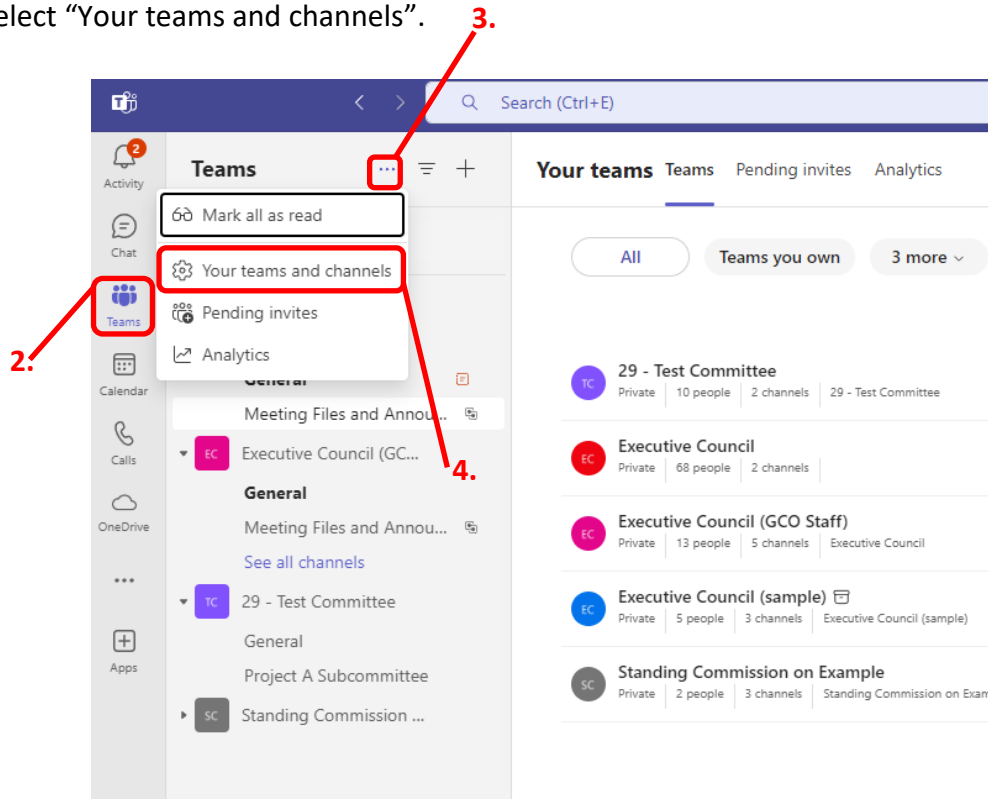 elect “Your teams and channels”.
3.
Search (Ctrl+E)
2
Activity
Chat
Teams
Calendar
Calls
OneDrive
Apps
2.
Teams
Mark all as read
Your teams and channels
Pending invites
Analytics
General
Meeting Files and Annou...
EC Executive Council (GC...
4.
General
Meeting Files and Annou...
See all channels
TC 29 - Test Committee
General
Project A Subcommittee
SC Standing Commission ...
Your teams Teams Pending invites Analytics
All Teams you own 3 more
TC 29 - Test Committee
Private 10 people 2 channels 29 - Test Committee
EC Executive Council
Private 68 people 2 channels
EC Executive Council (GCO Staff)
Private 13 people 5 channels Executive Council
EC Executive Council (sample)
Private 5 people 3 channels Executive Council (sample)
SC Standing Commission on Example
Private 2 people 3 channels Standing Commission on Exam